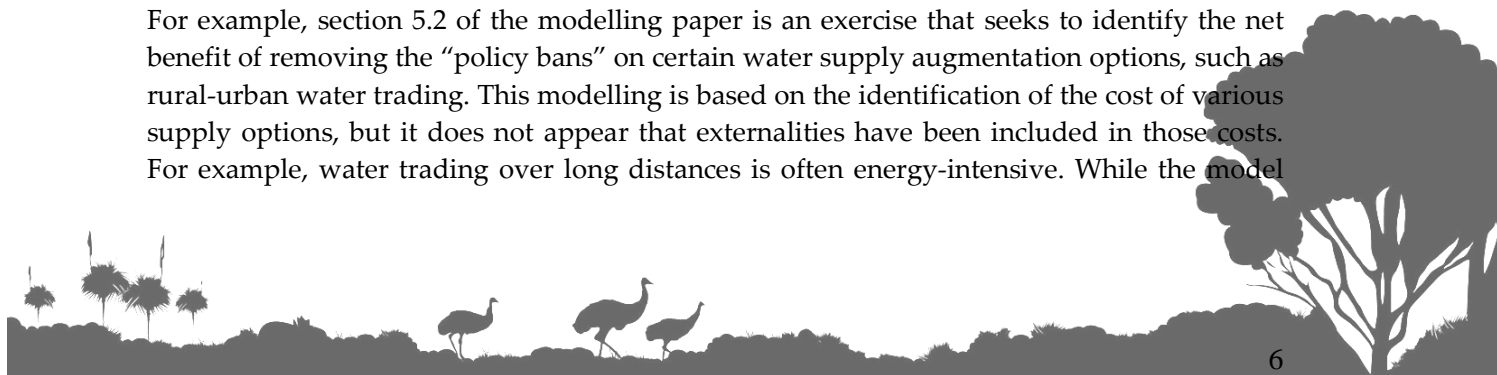 For example, section 5.2 of the modelling paper is an exercise that seeks to identify the net
benefit of removing the “policy bans” on certain water supply augmentation options, such as
rural-urban water trading. This modelling is based on the identification of the cost of various
supply options, but it does not appear that externalities have been included in those costs.
For example, water trading over long distances is often energy-intensive. While the model
6